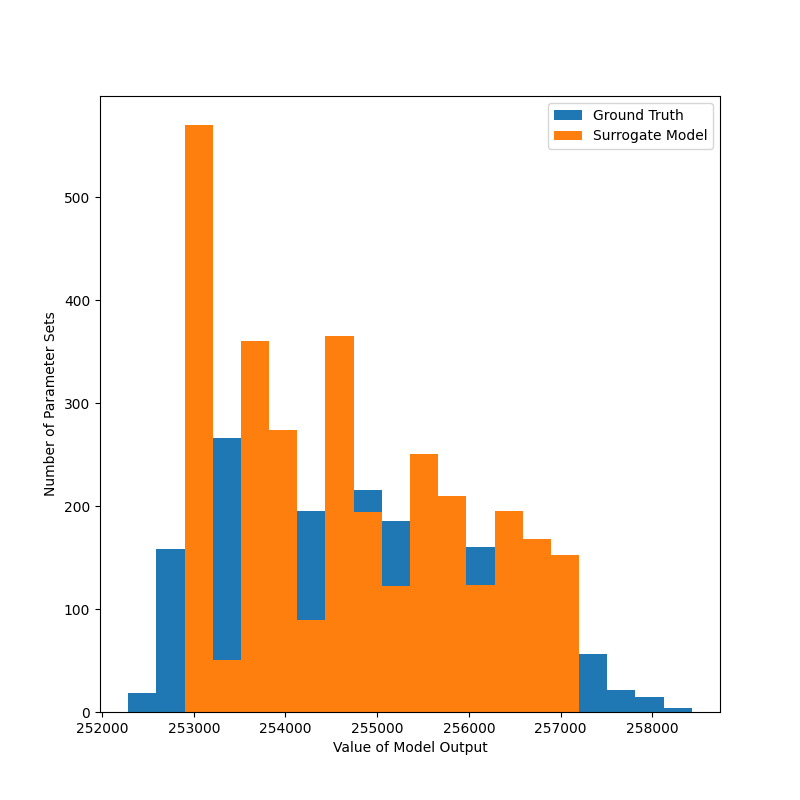 Ground Truth
Surrogate Model
Number of Parameter Sets
500
400
300
200
100
0
252000 253000 254000 255000 256000 257000 258000
Value of Model Output